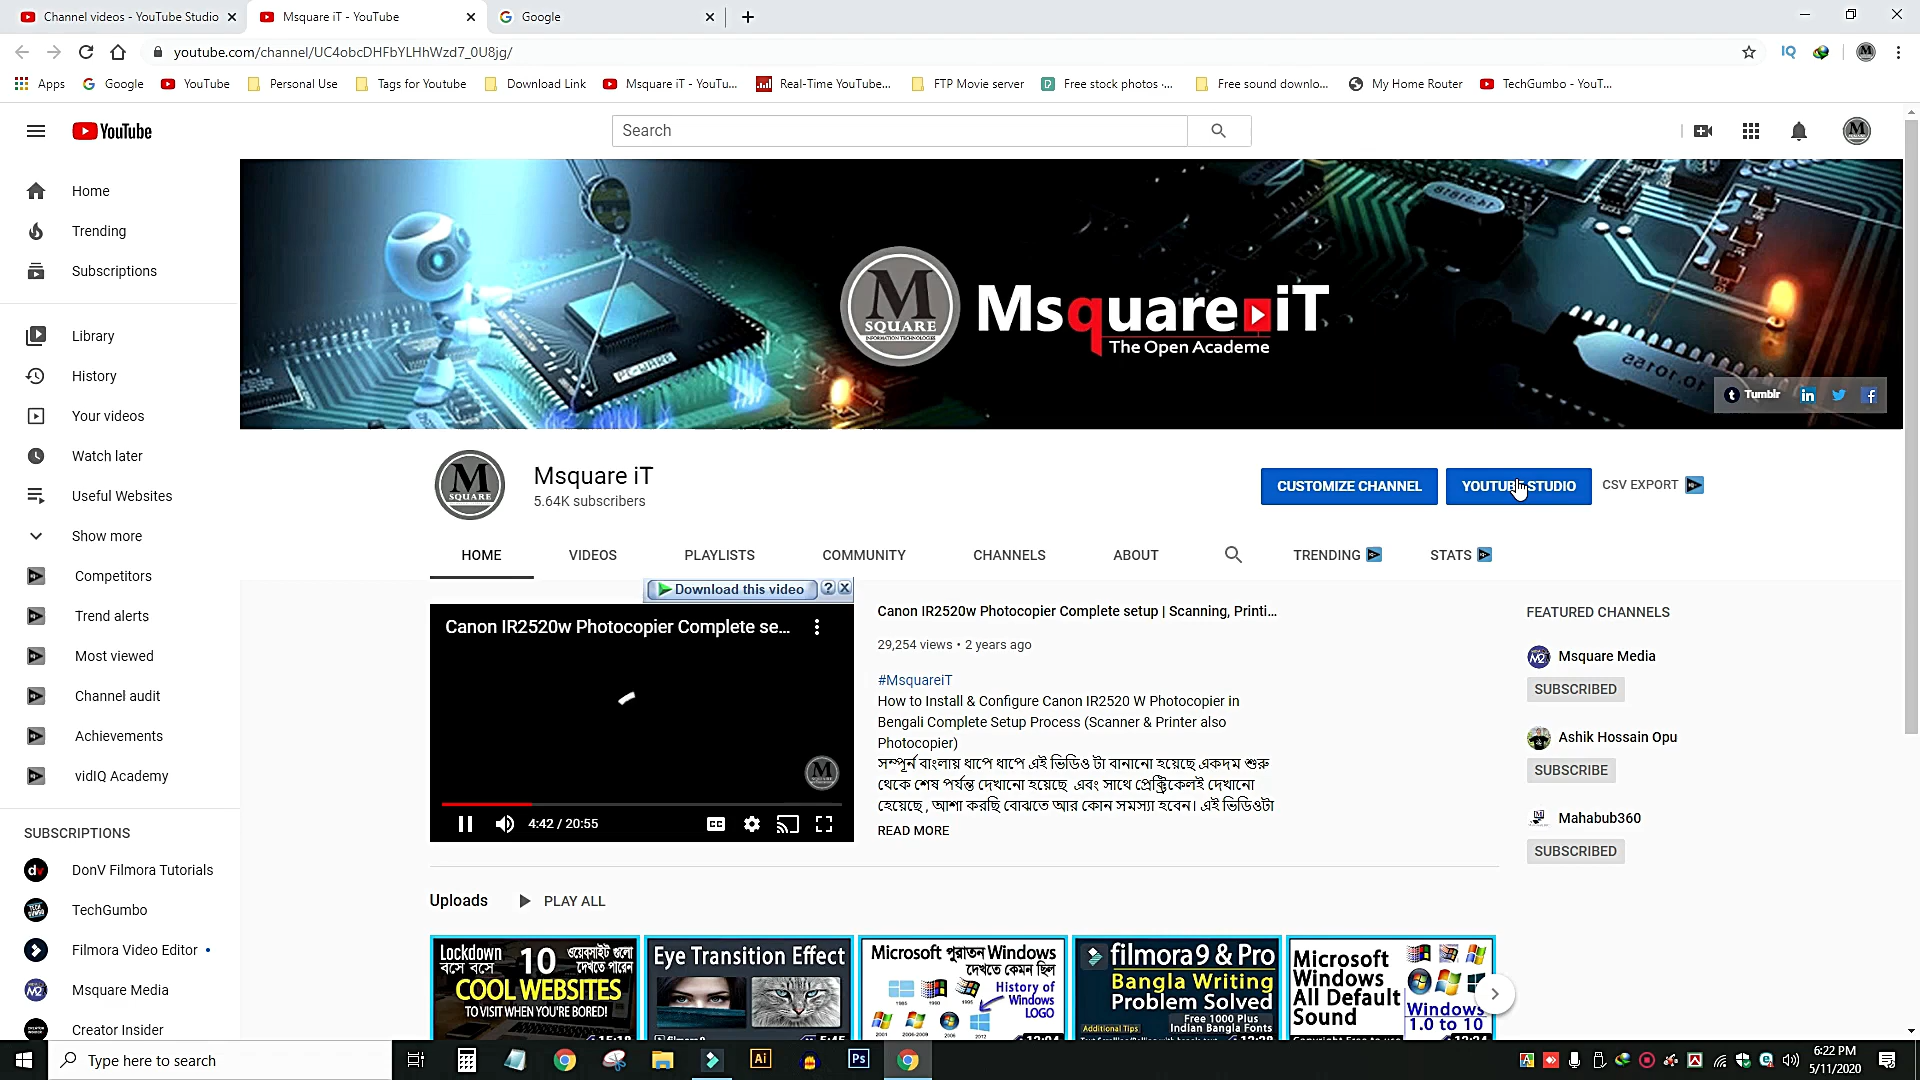 Channel videos - YouTube Studio
Msquare iT - YouTube
Google
youtube.com/channel/UC4obcDHFbYLHhWzd7_0U8jg/
Apps
Google
YouTube
Personal Use
Tags for Youtube
Download Link
Msquare iT - YouTu...
Real-Time YouTube...
FTP Movie server
Free stock photos ·...
Free sound downlo...
My Home Router
TechGumbo - YouT...
YouTube
Search
Home
Trending
Subscriptions
Library
History
Your videos
Watch later
Useful Websites
Show more
Competitors
Trend alerts
Most viewed
Channel audit
Achievements
vidIQ Academy
SUBSCRIPTIONS
DonV Filmora Tutorials
TechGumbo
Filmora Video Editor
Msquare Media
Creator Insider
M
SQUARE
INFORMATION TECHNOLOGIES
Msquare iT
The Open Academe
PC-WARE
Tumblr
M
SQUARE
Msquare iT
5.64K subscribers
CUSTOMIZE CHANNEL
YOUTUBE STUDIO
CSV EXPORT
HOME
VIDEOS
PLAYLISTS
COMMUNITY
CHANNELS
ABOUT
TRENDING
STATS
Download this video
Canon IR2520w Photocopier Complete se...
4:42 / 20:55
Canon IR2520w Photocopier Complete setup | Scanning, Printi...
29,254 views • 2 years ago
#MsquareiT
How to Install & Configure Canon IR2520 W Photocopier in
Bengali Complete Setup Process (Scanner & Printer also
Photocopier)
সম্পূর্ন বাংলায় ধাপে ধাপে এই ভিডিও টা বানানো হয়েছে একদম শুরু
থেকে শেষ পর্যন্ত দেখানো হয়েছে এবং সাথে প্রেক্ট্রিকেলই দেখানো
হেয়েছে , আশা করছি বোঝতে আর কোন সমস্যা হবেন। এই ভিডিওটা
READ MORE
FEATURED CHANNELS
Msquare Media
SUBSCRIBED
Ashik Hossain Opu
SUBSCRIBE
Mahabub360
SUBSCRIBED
Uploads
PLAY ALL
Lockdown
বসে বসে
10
ওয়েবসাইট গুলো
দেখতে পারেন
COOL WEBSITES
TO VISIT WHEN YOU'RE BORED!
15:18
Eye Transition Effect
5:45
Microsoft পুরাতন Windows
দেখতে কেমন ছিল
History of
Windows
LOGO
filmora9 & Pro
Bangla Writing
Problem Solved
Additional Tips
Free 1000 Plus
Indian Bangla Fonts
Microsoft
Windows
All Default
Sound
Windows
1.0 to 10
Type here to search
6:22 PM
5/11/2020